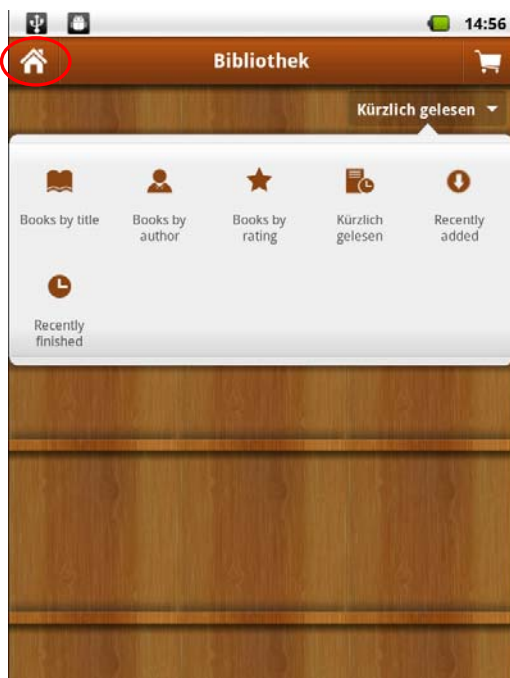 14:56
Bibliothek
Kürzlich gelesen
Books by title
Books by
author
Books by
rating
Kürzlich
gelesen
Recently
added
Recently
finished